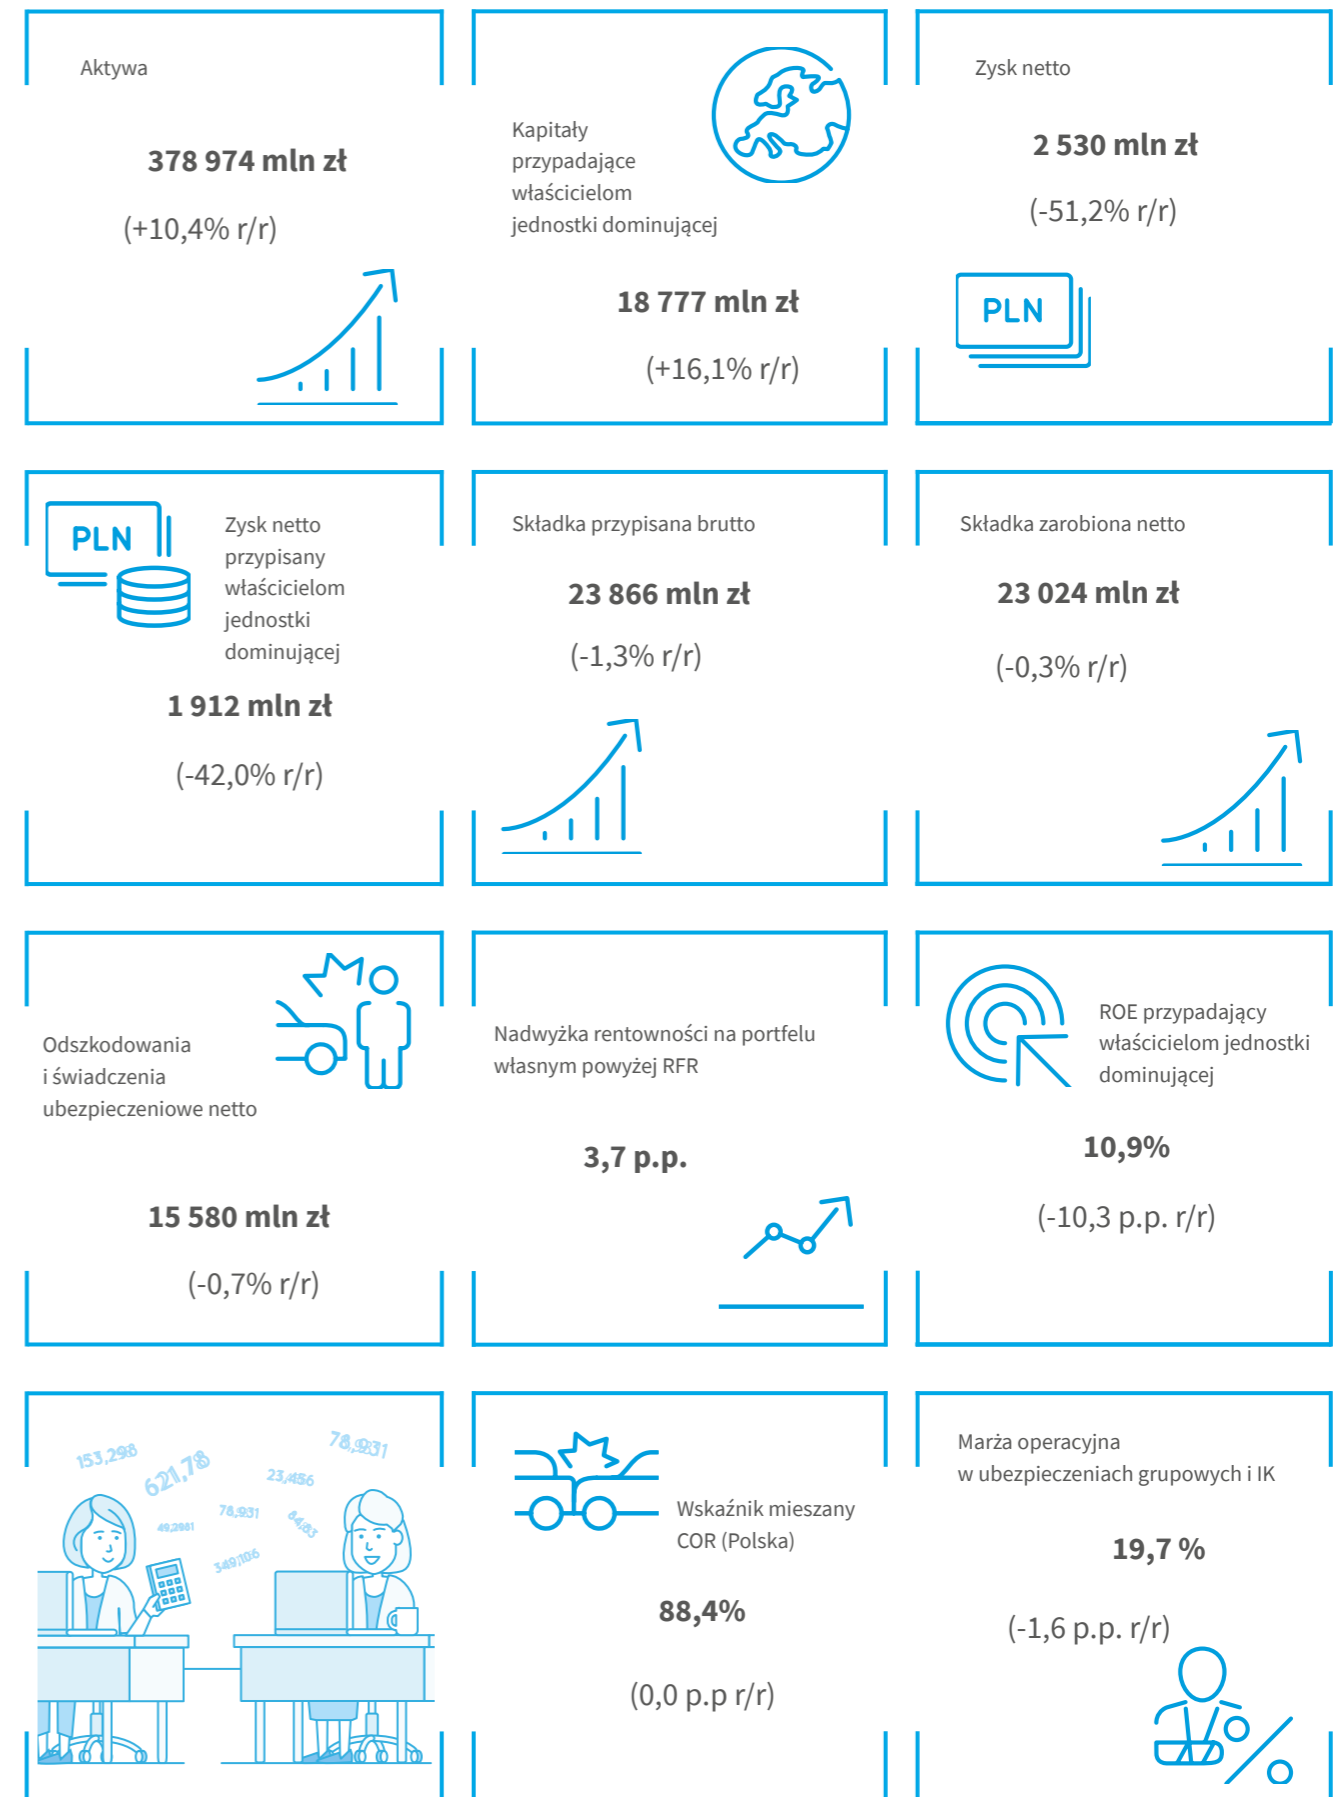 Aktywa
378 974 mln zł
(+10,4% r/r)
Kapitały
przypadające
właścicielom
jednostki dominującej
18 777 mln zł
(+16,1% r/r)
Zysk netto
2 530 mln zł
(-51,2% r/r)
PLN
PLN
Zysk netto
przypisany
właścicielom
jednostki
dominującej
1 912 mln zł
(-42,0% r/r)
Składka przypisana brutto
23 866 mln zł
(-1,3% r/r)
Składka zarobiona netto
23 024 mln zł
(-0,3% r/r)
Odszkodowania
i świadczenia
ubezpieczeniowe netto
15 580 mln zł
(-0,7% r/r)
Nadwyżka rentowności na portfelu
własnym powyżej RFR
3,7 p.p.
ROE przypadający
właścicielom jednostki
dominującej
10,9%
(-10,3 p.p. r/r)
153,298
621,78
78,931
23,456
78,931
49,2981
84,93
349,106
Wskaźnik mieszany
COR (Polska)
88,4%
(0,0 p.p r/r)
Marża operacyjna
w ubezpieczeniach grupowych i IK
19,7 %
(-1,6 p.p. r/r)